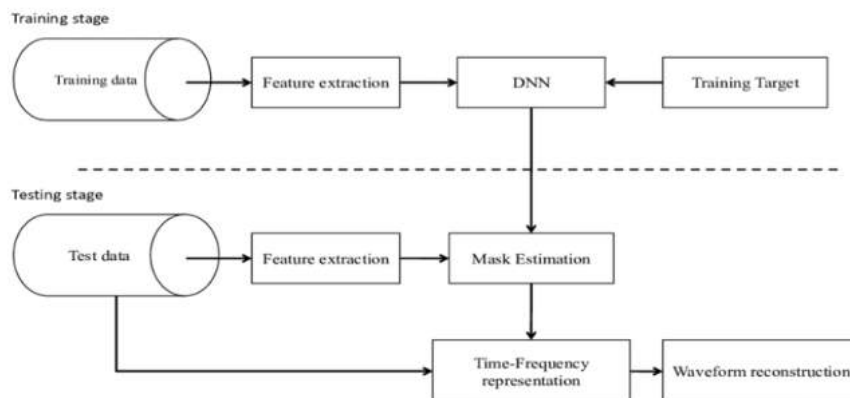 Training stage
Training data
Feature extraction
DNN
Training Target
Testing stage
Test data
Feature extraction
Mask Estimation
Time-Frequency
representation
Waveform reconstruction